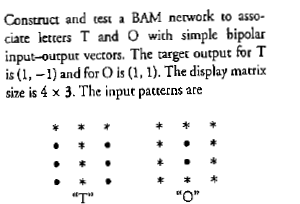 Construct and test a BAM network to asso-
ciate letters T and O with simple bipolar
input–output vectors. The target output for T
is (1, –1) and for O is (1, 1). The display matrix
size is 4 × 3. The input patterns are
* * * * * *
• * • * • *
• * • * • *
• * • * * *
"T" "O"